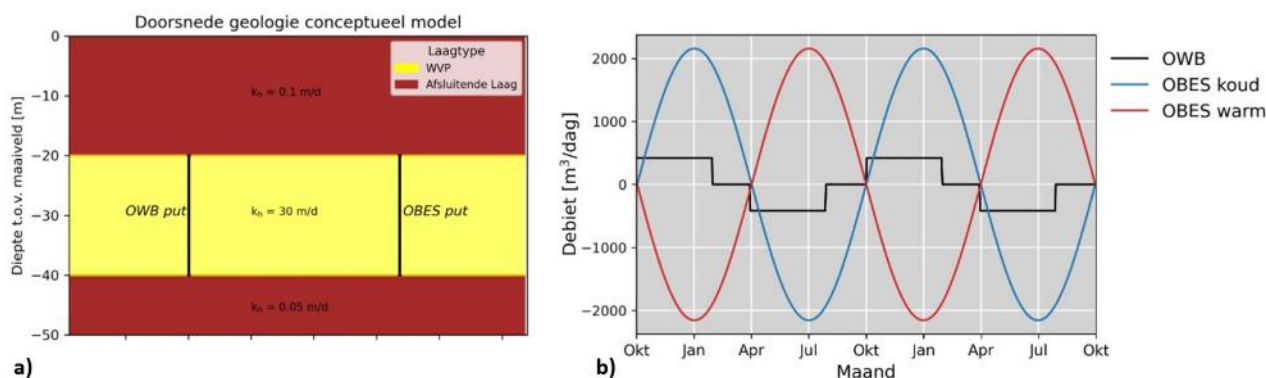 Doorsnede geologie conceptueel model
Laagtype
WVP
Afsluitende Laag
Diepte t.o.v. maaiveld [m]
0
−10
−20
−30
−40
−50
kₕ = 0.1 m/d
OWB put
kₕ = 30 m/d
OBES put
kₕ = 0.05 m/d
a)
Debiet [m³/dag]
2000
1000
0
−1000
−2000
Okt Jan Apr Jul Okt Jan Apr Jul Okt
Maand
OWB
OBES koud
OBES warm
b)